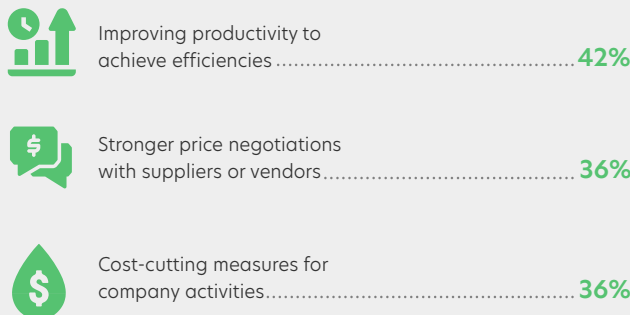 Improving productivity to
achieve efficiencies ........................................................ 42%
Stronger price negotiations
with suppliers or vendors............................................... 36%
Cost-cutting measures for
company activities.......................................................... 36%